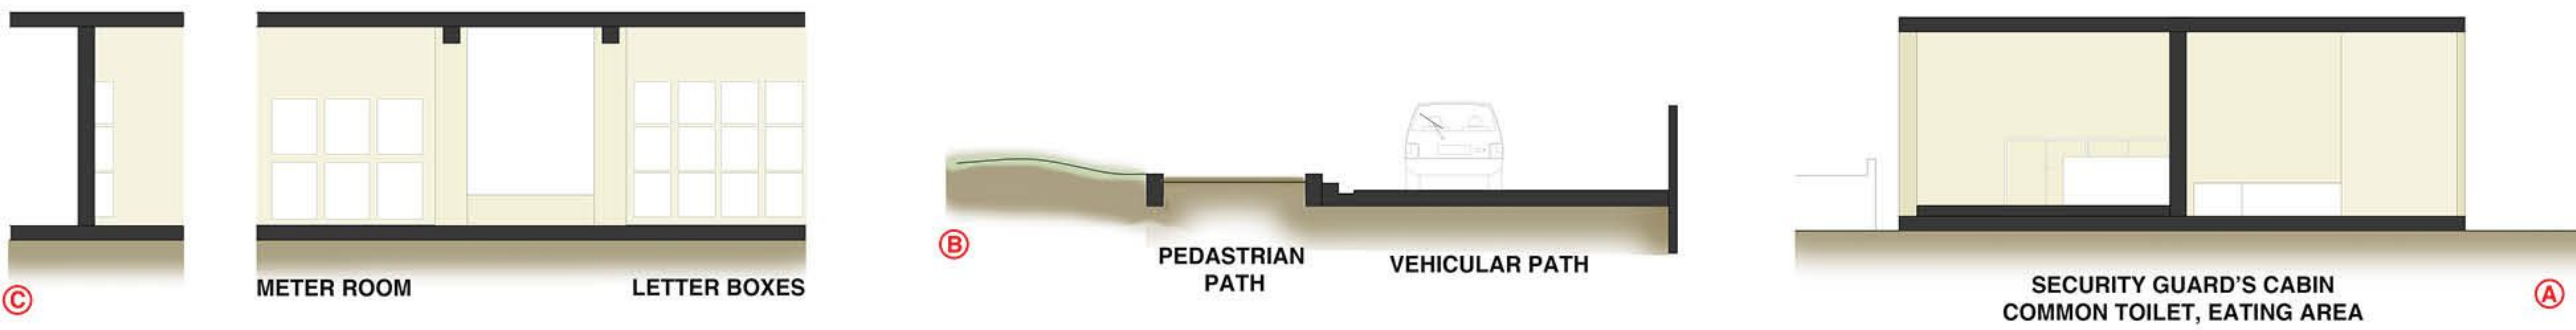 METER ROOM
LETTER BOXES
C
B
PEDASTRIAN
PATH
VEHICULAR PATH
SECURITY GUARD'S CABIN
COMMON TOILET, EATING AREA
A